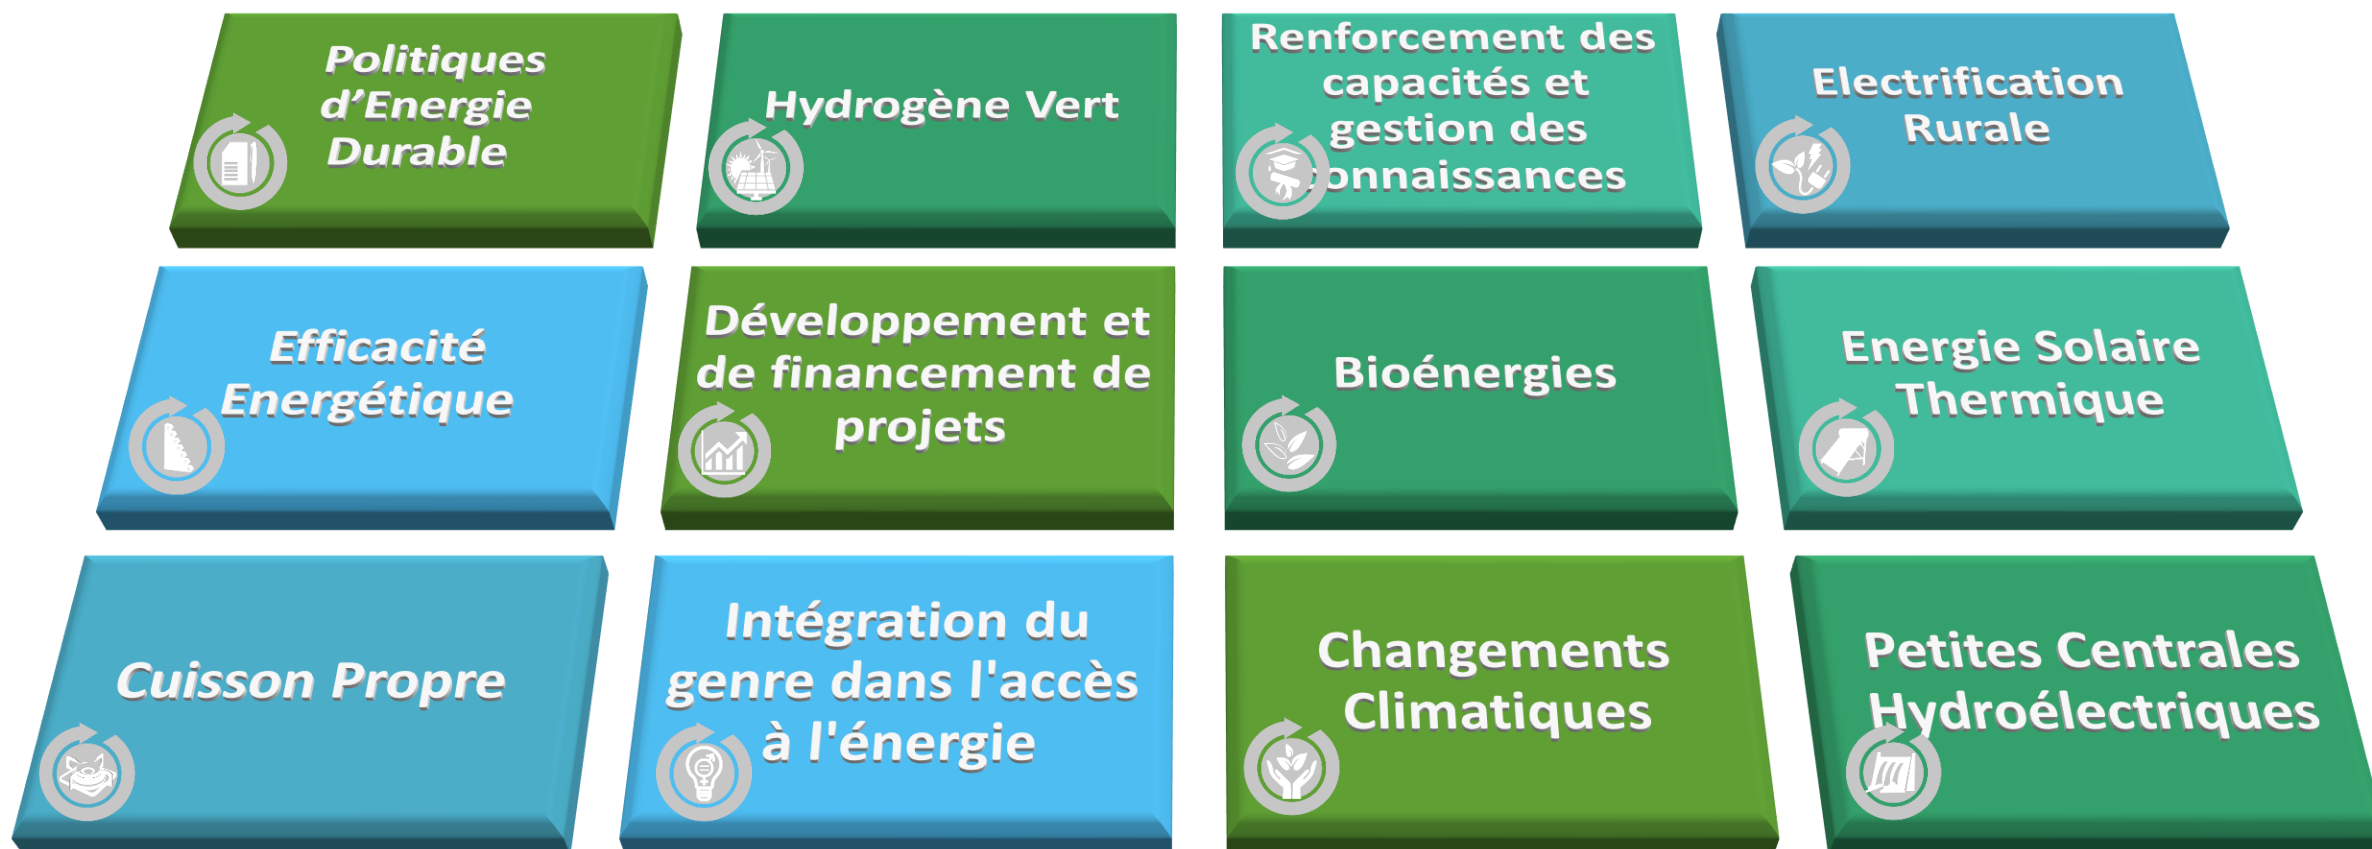 Politiques
d’Energie
Durable
Hydrogène Vert
Renforcement des
capacités et
gestion des
connaissances
Electrification
Rurale
Efficacité
Energétique
Développement et
de financement de
projets
Bioénergies
Energie Solaire
Thermique
Cuisson Propre
Intégration du
genre dans l'accès
à l'énergie
Changements
Climatiques
Petites Centrales
Hydroélectriques